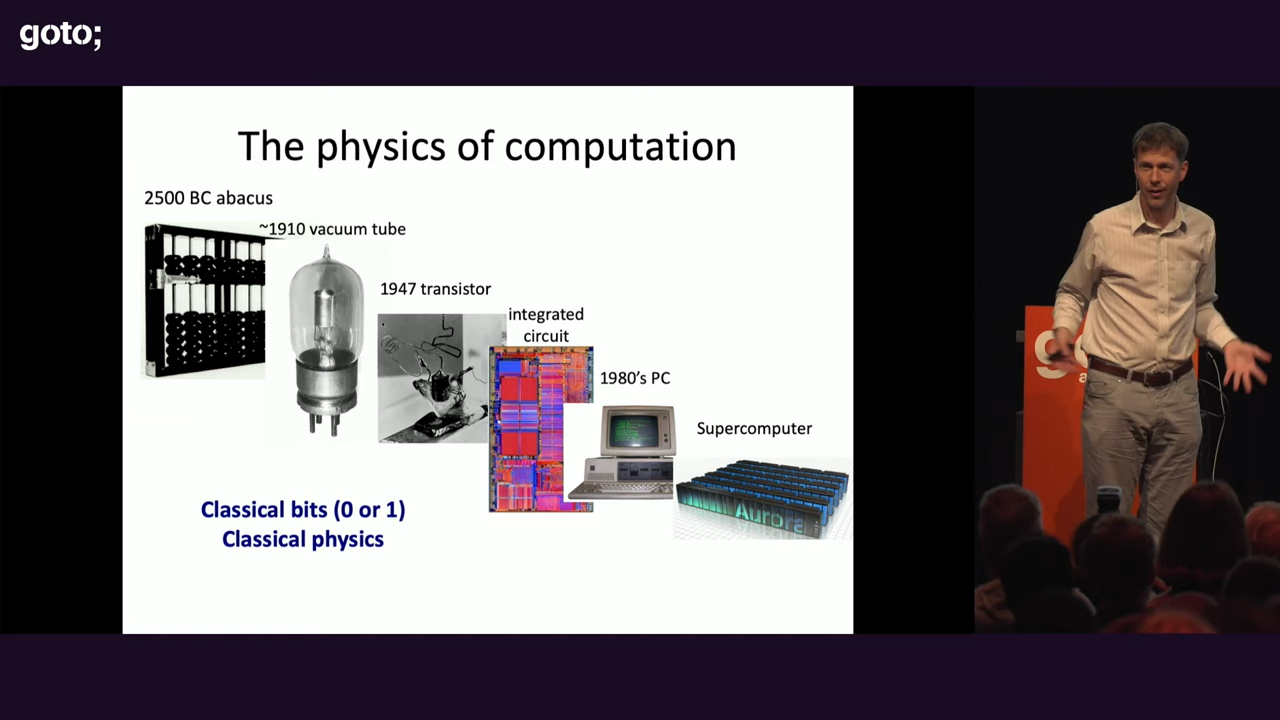 goto;
The physics of computation
2500 BC abacus
~1910 vacuum tube
1947 transistor
integrated
circuit
1980's PC
Supercomputer
Aurora
Classical bits (0 or 1)
Classical physics
go
a